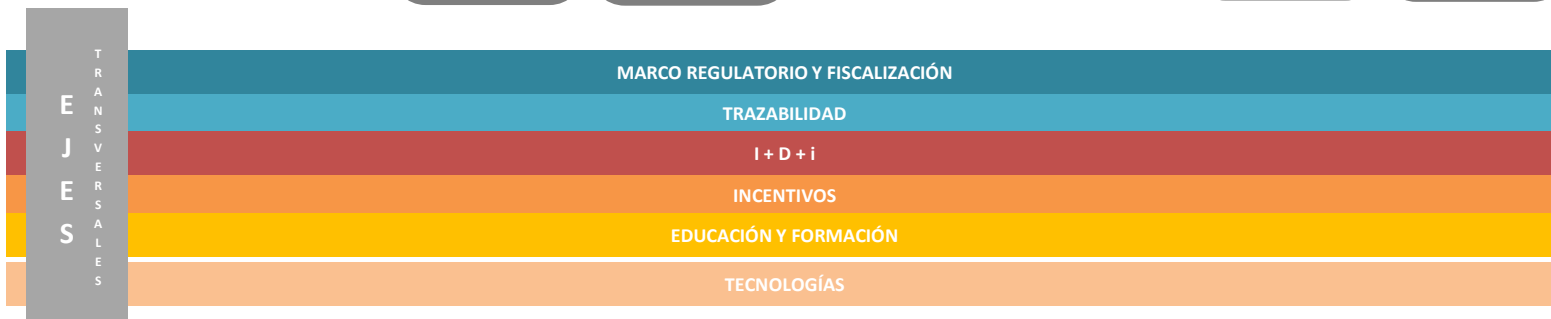 EJES
TRANSVERSALES
MARCO REGULATORIO Y FISCALIZACIÓN
TRAZABILIDAD
I + D + i
INCENTIVOS
EDUCACIÓN Y FORMACIÓN
TECNOLOGÍAS